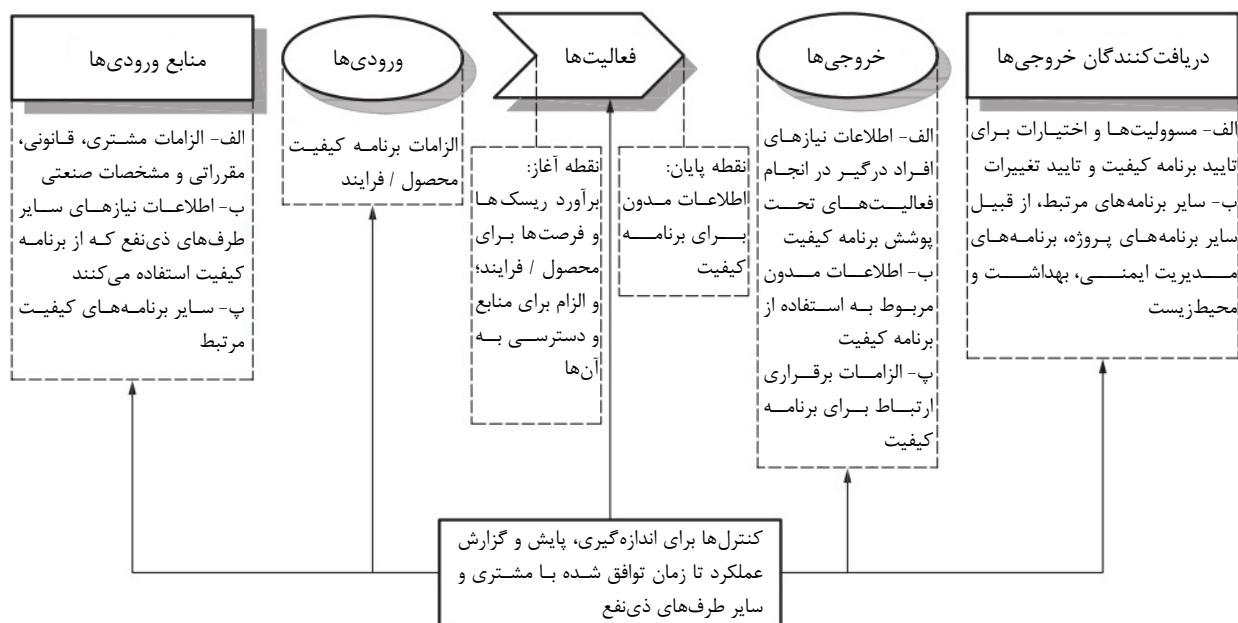 منابع ورودی‌ها
الف- الزامات مشتری، قانونی،
مقرراتی و مشخصات صنعتی
ب- اطلاعات نیازهای سایر
طرف‌های ذی‌نفع که از برنامه
کیفیت استفاده می‌کنند
پ- سایر برنامه‌های کیفیت
مرتبط
ورودی‌ها
الزامات برنامه کیفیت
محصول / فرایند
فعالیت‌ها
نقطه آغاز:
برآورد ریسک‌ها
و فرصت‌ها برای
محصول / فرایند؛
و الزام برای منابع
و دسترسی به
آن‌ها
نقطه پایان:
اطلاعات مدون
برای برنامه
کیفیت
خروجی‌ها
الف- اطلاعات نیازهای
افراد درگیر در انجام
فعالیت‌های تحت
پوشش برنامه کیفیت
ب- اطلاعات مدون
مربوط به استفاده از
برنامه کیفیت
پ- الزامات برقراری
ارتباط برای برنامه
کیفیت
دریافت‌کنندگان خروجی‌ها
الف- مسوولیت‌ها و اختیارات برای
تایید برنامه کیفیت و تایید تغییرات
ب- سایر برنامه‌های مرتبط، از قبیل
سایر برنامه‌های پروژه، برنامه‌های
مدیریت ایمنی، بهداشت و
محیط‌زیست
کنترل‌ها برای اندازه‌گیری، پایش و گزارش
عملکرد تا زمان توافق شده با مشتری و
سایر طرف‌های ذی‌نفع